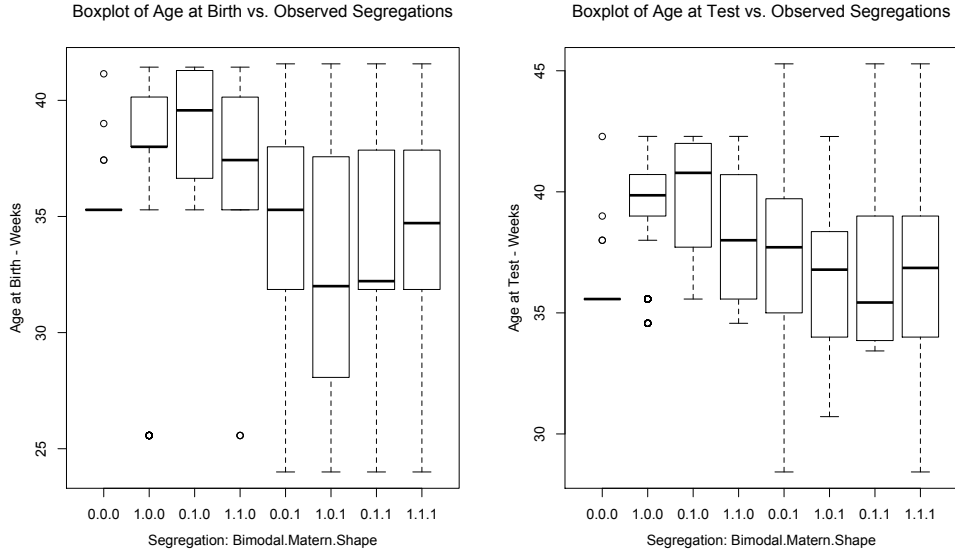 Boxplot of Age at Birth vs. Observed Segregations
Age at Birth - Weeks
40
35
30
25
0.0.0 1.0.0 0.1.0 1.1.0 0.0.1 1.0.1 0.1.1 1.1.1
Segregation: Bimodal.Matern.Shape
Boxplot of Age at Test vs. Observed Segregations
Age at Test - Weeks
45
40
35
30
0.0.0 1.0.0 0.1.0 1.1.0 0.0.1 1.0.1 0.1.1 1.1.1
Segregation: Bimodal.Matern.Shape